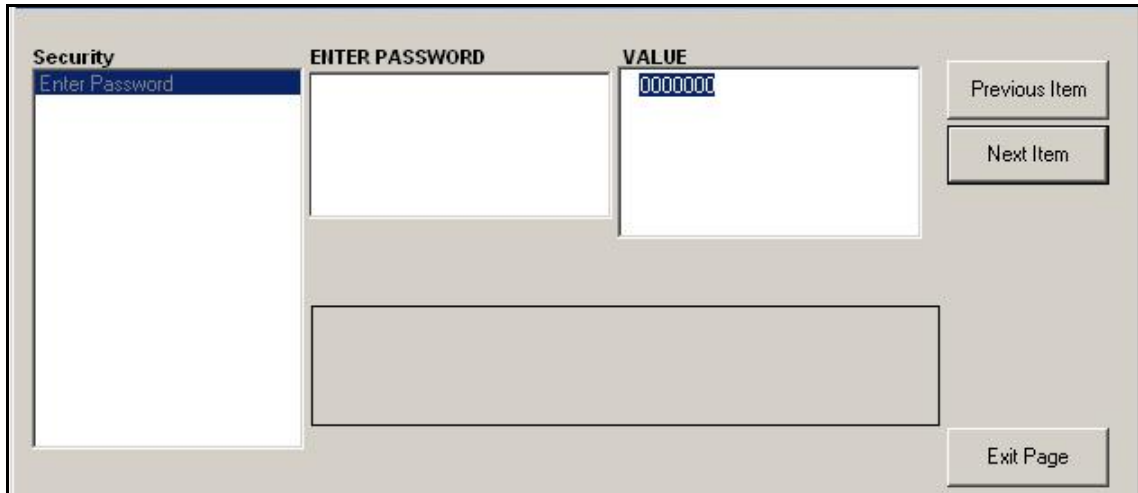 Security
Enter Password
ENTER PASSWORD
VALUE
0000000
Previous Item
Next Item
Exit Page